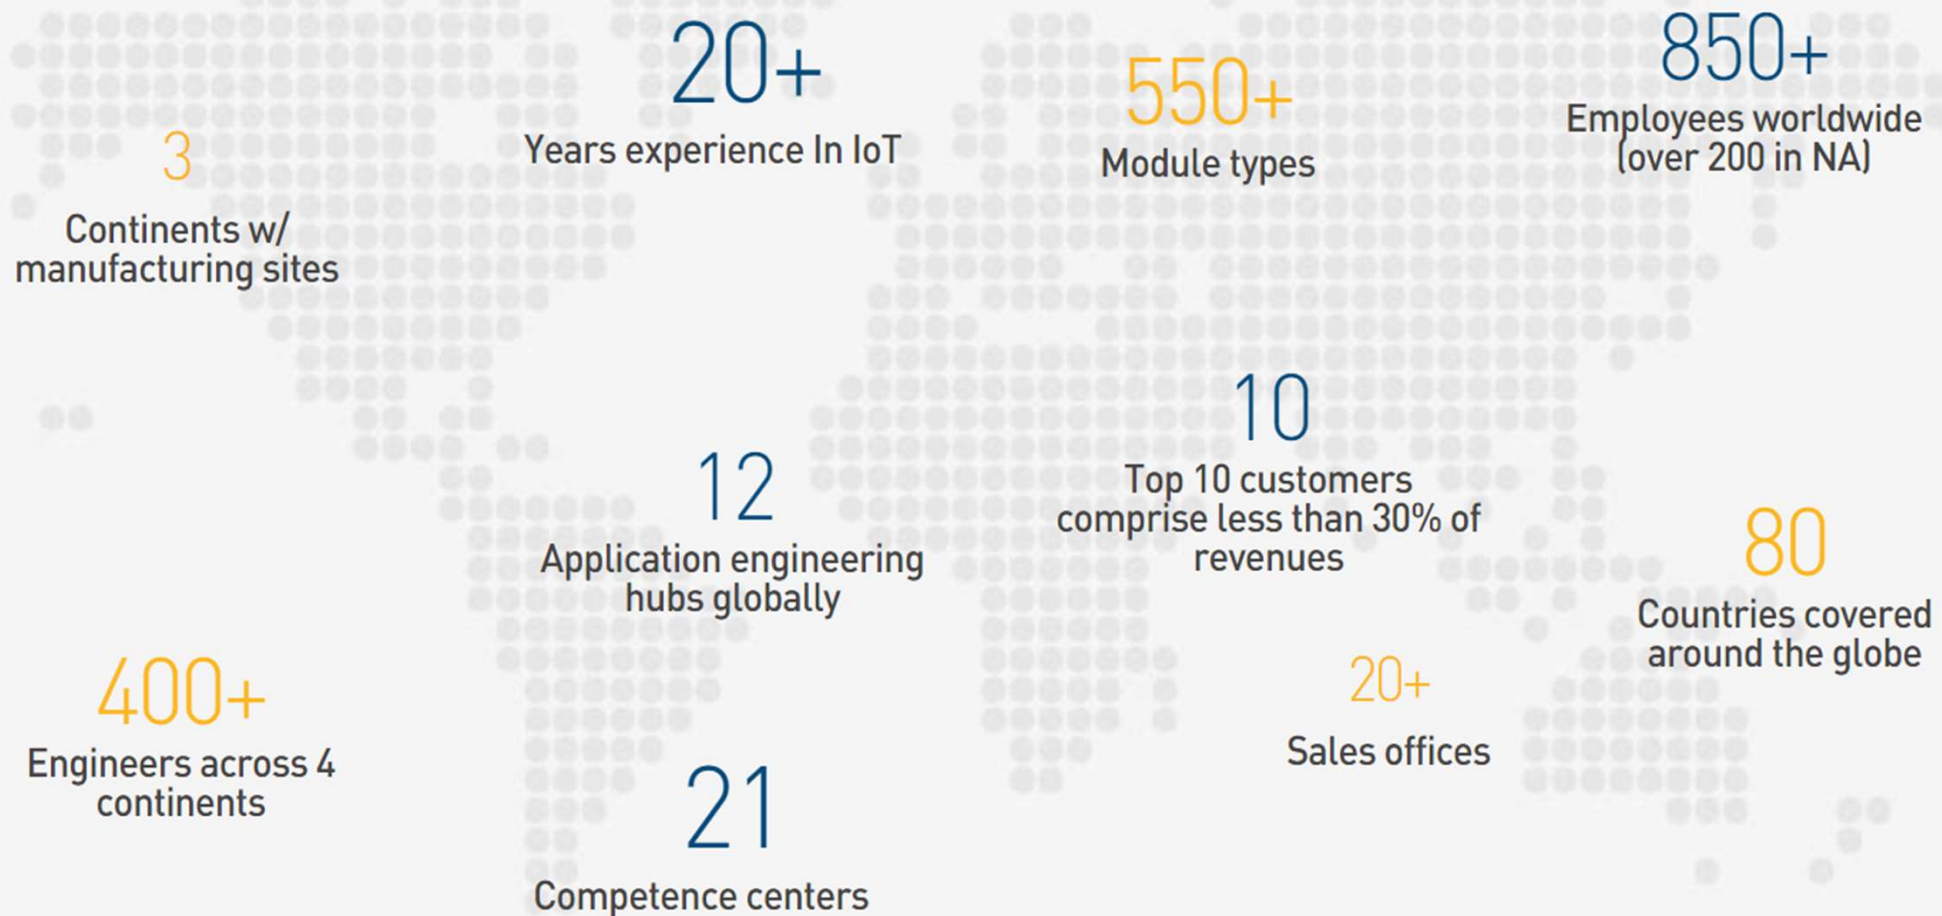 3
Continents w/
manufacturing sites
20+
Years experience In IoT
550+
Module types
850+
Employees worldwide
(over 200 in NA)
12
Application engineering
hubs globally
10
Top 10 customers
comprise less than 30% of
revenues
80
Countries covered
around the globe
400+
Engineers across 4
continents
21
Competence centers
20+
Sales offices